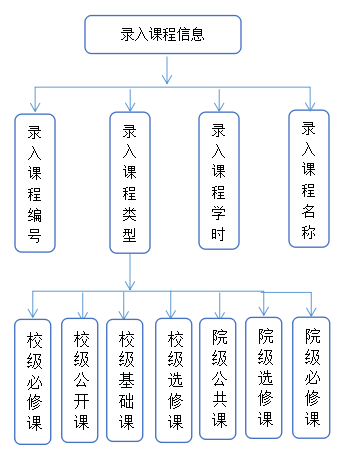 录入课程信息
录入课程编号
录入课程类型
录入课程学时
录入课程名称
校级必修课
校级公开课
校级基础课
校级选修课
院级公共课
院级选修课
院级必修课